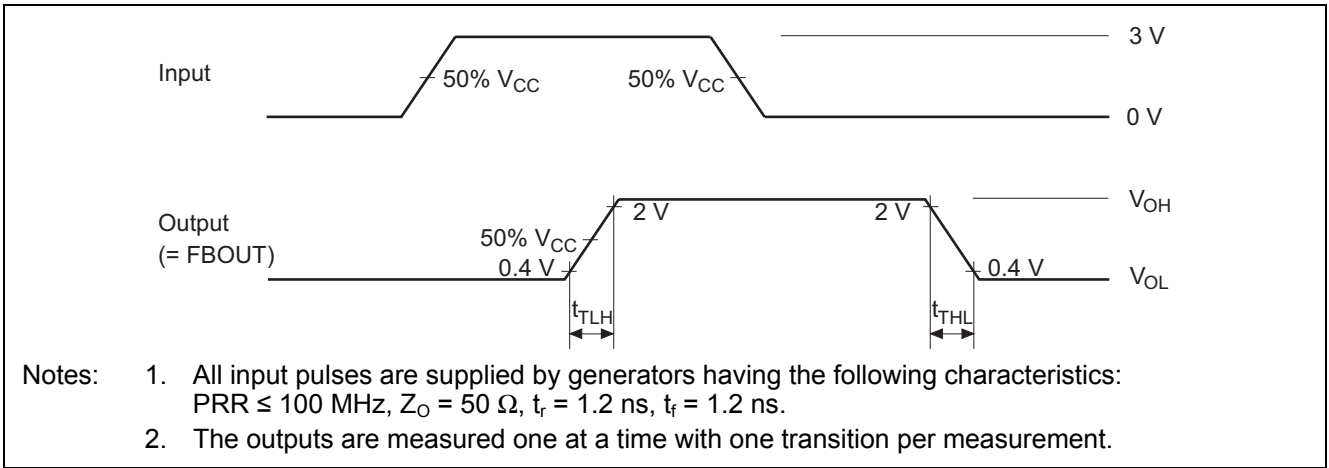 3 V
Input
50% VCC
50% VCC
0 V
VOH
2 V
2 V
Output
50% VCC
(= FBOUT)
0.4 V
0.4 V
VOL
tTLH
tTHL
Notes: 1. All input pulses are supplied by generators having the following characteristics:
PRR ≤ 100 MHz, ZO = 50 Ω, tr = 1.2 ns, tf = 1.2 ns.
2. The outputs are measured one at a time with one transition per measurement.